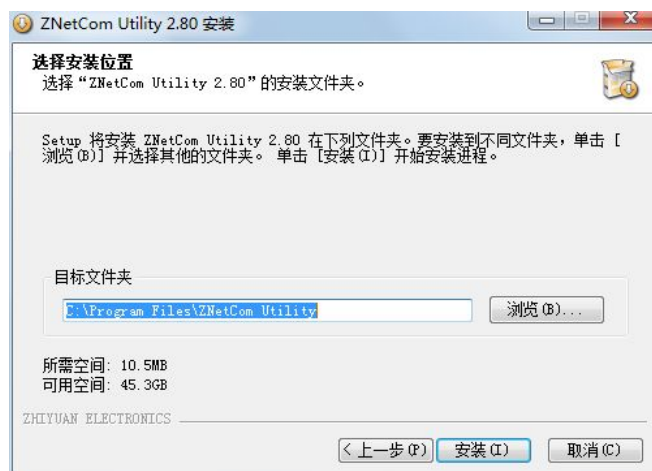 ZNetCom Utility 2.80 安装
选择安装位置
选择“ZNetCom Utility 2.80”的安装文件夹。
Setup 将安装 ZNetCom Utility 2.80 在下列文件夹。要安装到不同文件夹，单击 [
浏览(B)] 并选择其他的文件夹。 单击 [安装(I)] 开始安装进程。
目标文件夹
C:\Program Files\ZNetCom Utility
浏览(B)...
所需空间: 10.5MB
可用空间: 45.3GB
ZHIYUAN ELECTRONICS
< 上一步(P) 安装(I) 取消(C)